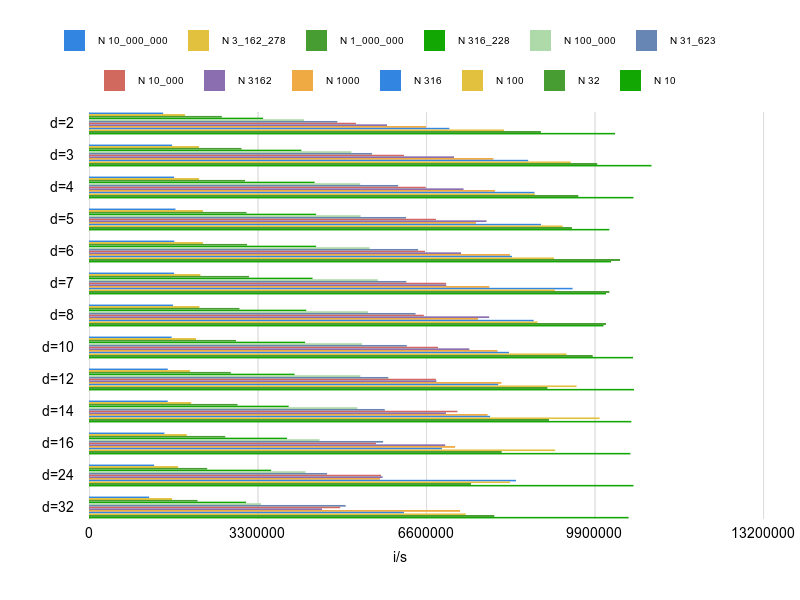 N 10_000_000 N 3_162_278 N 1_000_000 N 316_228 N 100_000 N 31_623
N 10_000 N 3162 N 1000 N 316 N 100 N 32 N 10
d=2
d=3
d=4
d=5
d=6
d=7
d=8
d=10
d=12
d=14
d=16
d=24
d=32
0 3300000 6600000 9900000 13200000
i/s